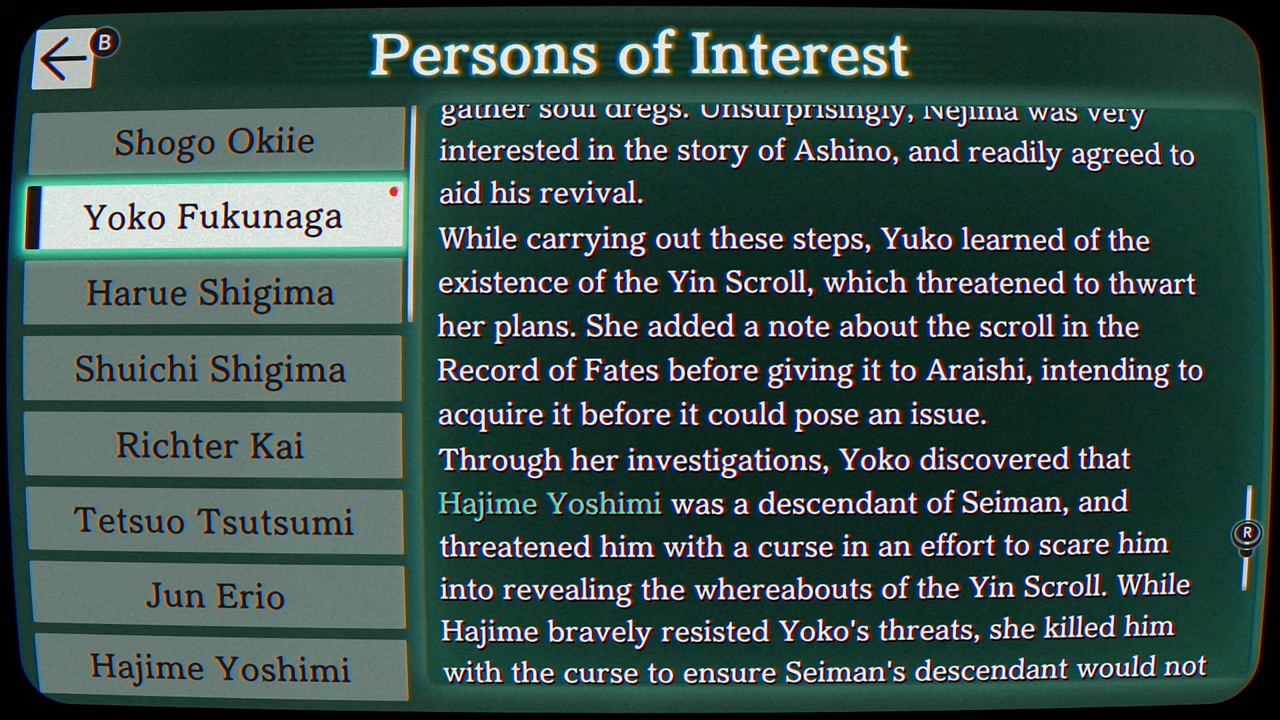 B
Persons of Interest
Shogo Okiie
Yoko Fukunaga
Harue Shigima
Shuichi Shigima
Richter Kai
Tetsuo Tsutsumi
Jun Erio
Hajime Yoshimi
gather soul dregs. Unsurprisingly, Nejima was very
interested in the story of Ashino, and readily agreed to
aid his revival.
While carrying out these steps, Yuko learned of the
existence of the Yin Scroll, which threatened to thwart
her plans. She added a note about the scroll in the
Record of Fates before giving it to Araishi, intending to
acquire it before it could pose an issue.
Through her investigations, Yoko discovered that
Hajime Yoshimi was a descendant of Seiman, and
threatened him with a curse in an effort to scare him
into revealing the whereabouts of the Yin Scroll. While
Hajime bravely resisted Yoko's threats, she killed him
with the curse to ensure Seiman's descendant would not
R